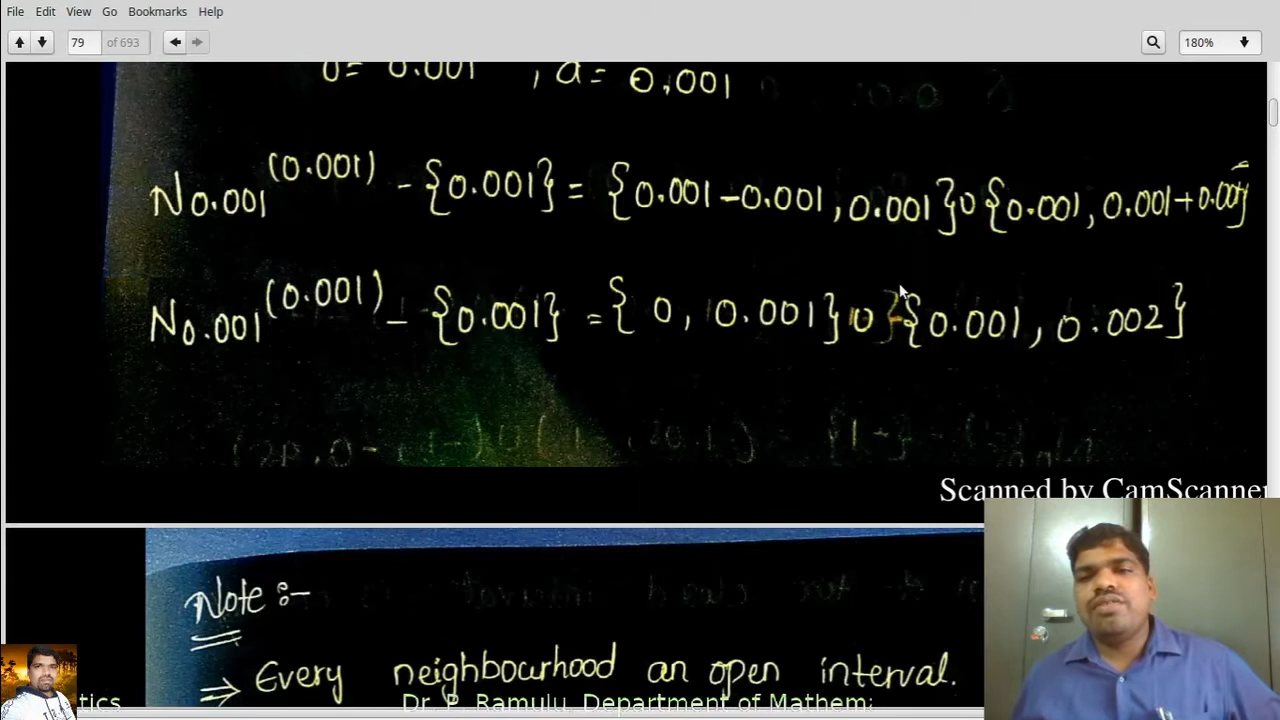 File Edit View Go Bookmarks Help
79 of 693 180%
δ= 0.001 , a = 0.001
N0.001(0.001) - {0.001} = {0.001 -0.001, 0.001} ∪ {0.001, 0.001+0.001}
N0.001(0.001) - {0.001} = { 0, 0.001} ∪ {0.001, 0.002}
Scanned by CamScanner
Note :-
⇒ Every neighbourhood an open interval.
tics Dr. P. Ramulu, Department of Mathema